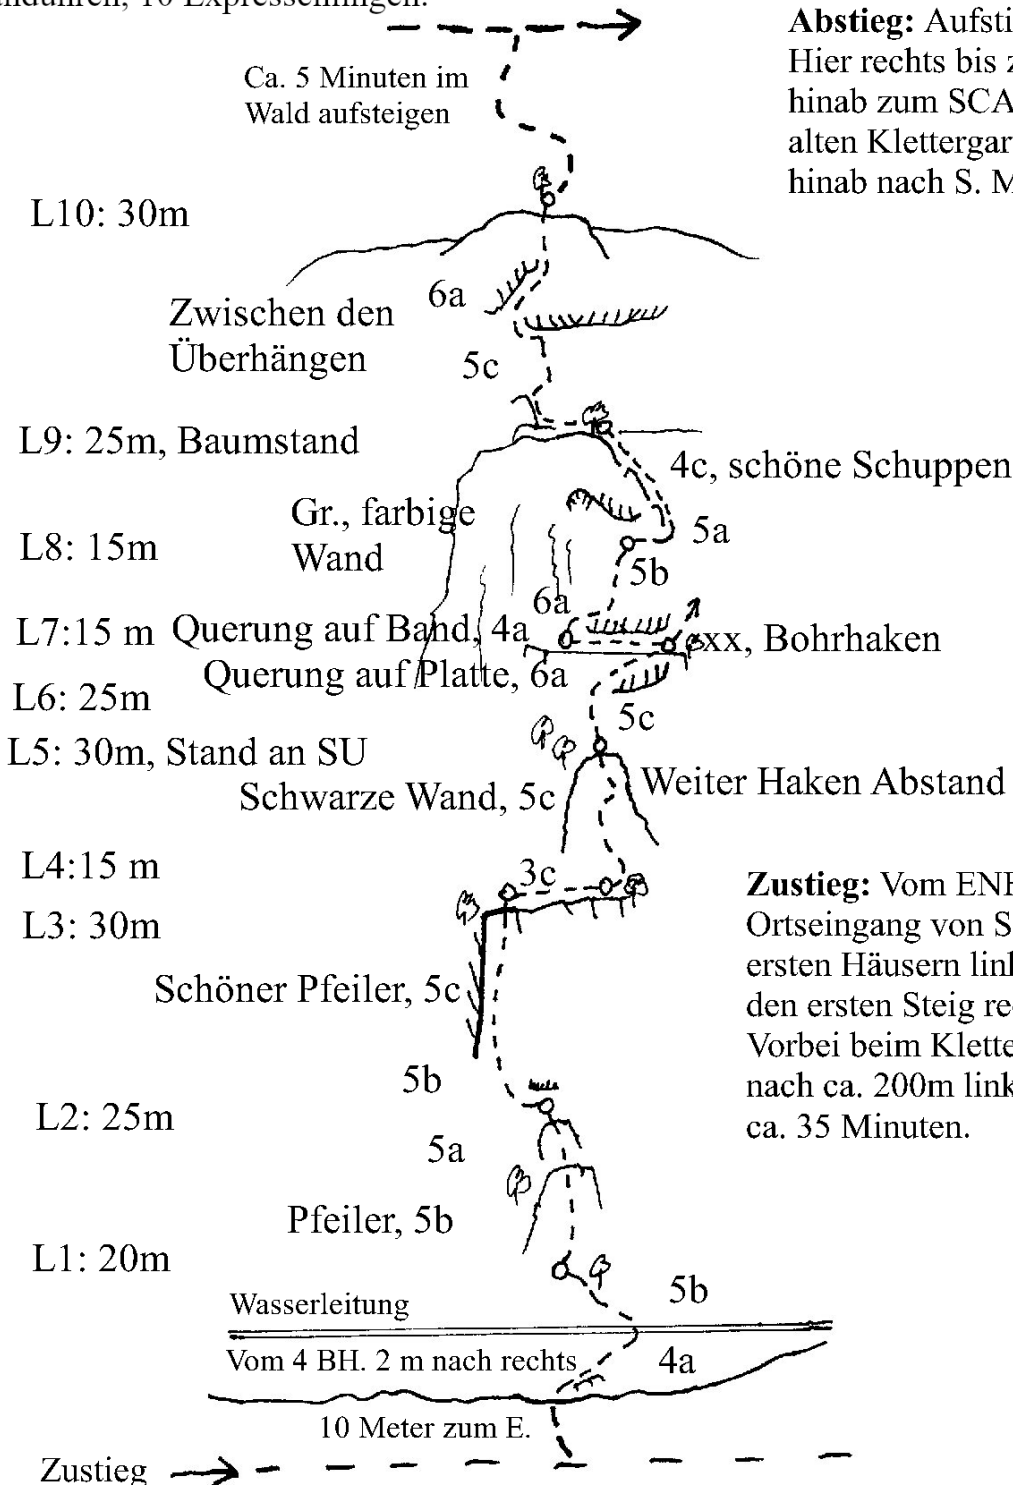 10 Expresschlingen.
Abstieg: Aufsti
Hier rechts bis z
hinab zum SCA
alten Klettergar
hinab nach S. M
Ca. 5 Minuten im
Wald aufsteigen
L10: 30m
6a
Zwischen den
Überhängen
5c
L9: 25m, Baumstand
4c, schöne Schuppen
Gr., farbige
Wand
5a
L8: 15m
5b
6a
L7:15 m
Querung auf Band, 4a
xx, Bohrhaken
Querung auf Platte, 6a
L6: 25m
5c
L5: 30m, Stand an SU
Schwarze Wand, 5c
Weiter Haken Abstand
L4:15 m
3c
L3: 30m
Zustieg: Vom ENE
Ortseingang von S
ersten Häusern link
den ersten Steig re
Vorbei beim Klette
nach ca. 200m link
ca. 35 Minuten.
Schöner Pfeiler, 5c
5b
L2: 25m
5a
Pfeiler, 5b
L1: 20m
5b
Wasserleitung
Vom 4 BH. 2 m nach rechts
4a
10 Meter zum E.
Zustieg